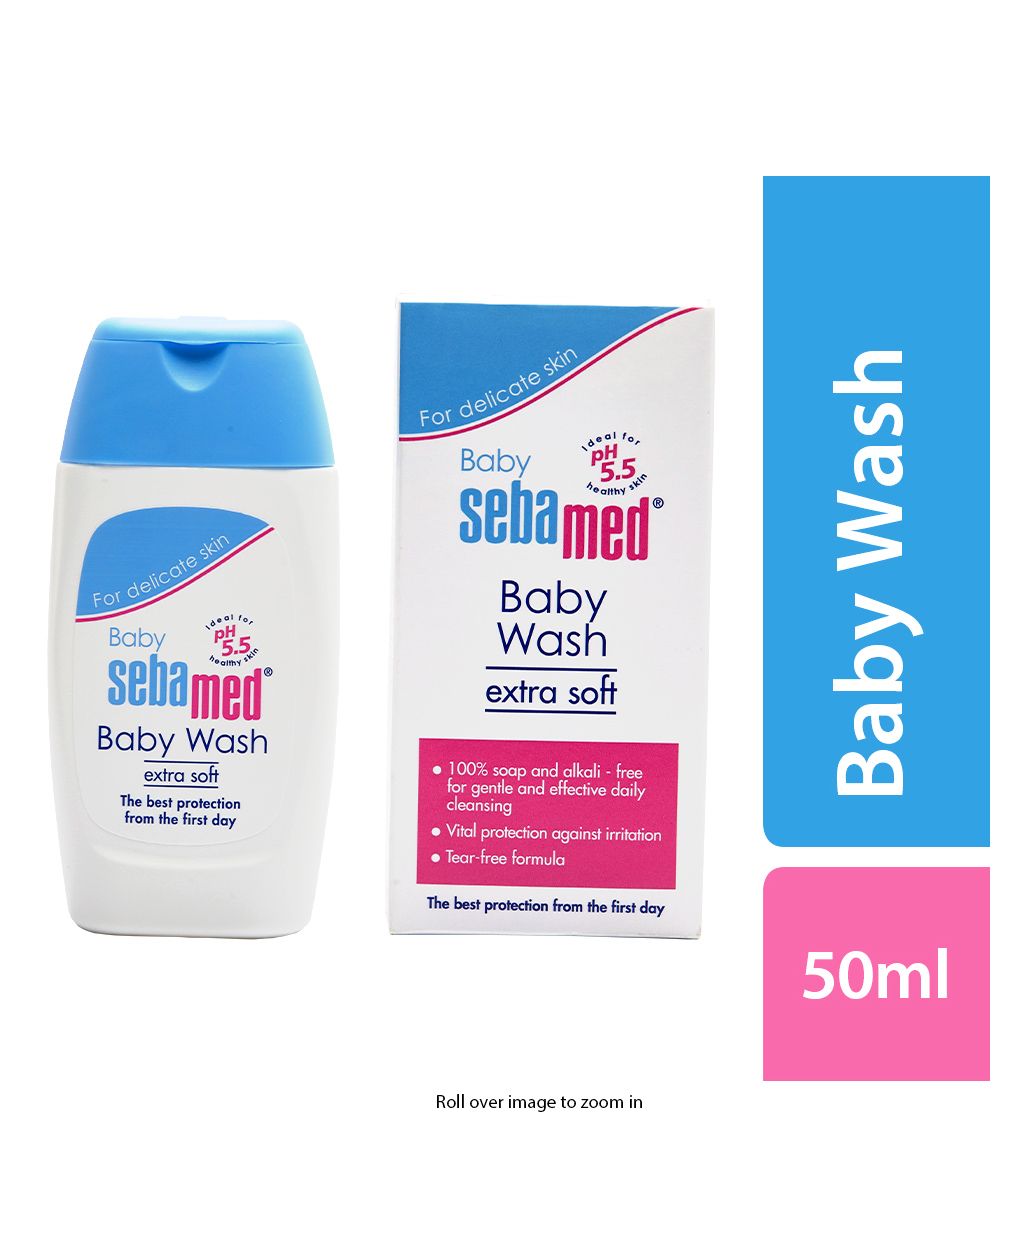 For delicate skin
Baby
ideal for
pH
5.5
healthy skin
sebamed®
Baby Wash
extra soft
The best protection
from the first day
For delicate skin
Baby
ideal for
pH
5.5
healthy skin
sebamed®
Baby
Wash
extra soft
• 100% soap and alkali - free
for gentle and effective daily
cleansing
• Vital protection against irritation
• Tear-free formula
The best protection from the first day
Baby Wash
50ml
Roll over image to zoom in